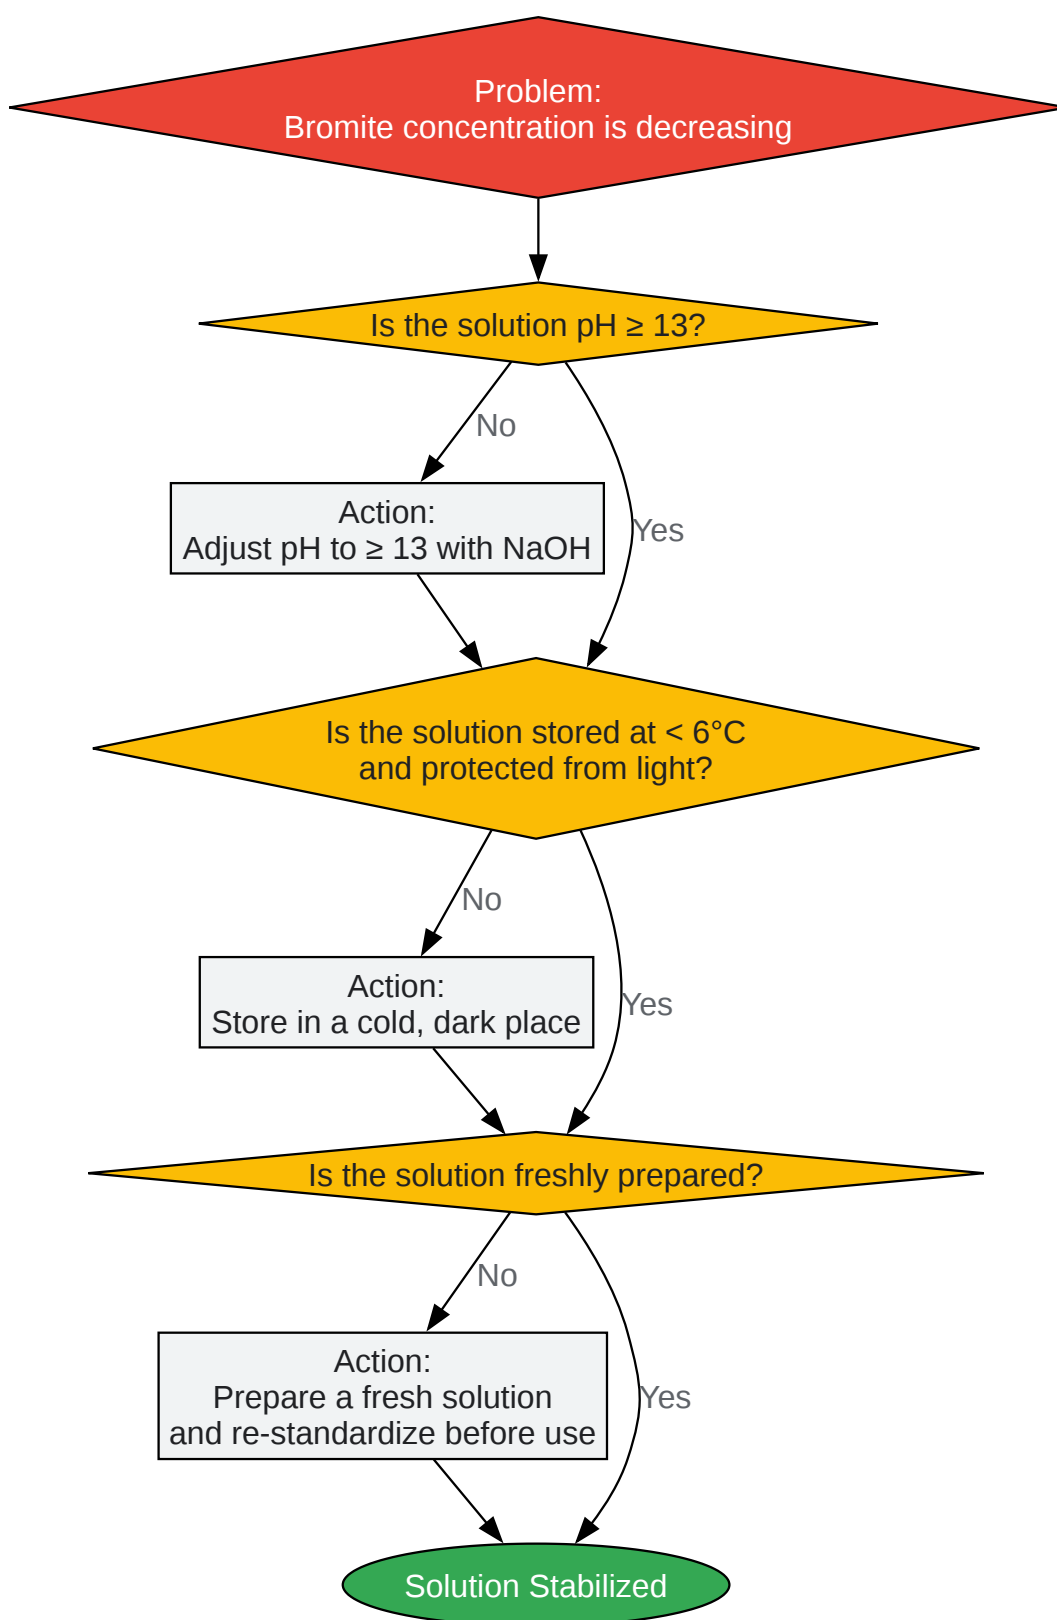 Problem:
Bromite concentration is decreasing
Is the solution pH ≥ 13?
No
Action:
Adjust pH to ≥ 13 with NaOH
Yes
Is the solution stored at < 6°C
and protected from light?
No
Action:
Store in a cold, dark place
Yes
Is the solution freshly prepared?
No
Action:
Prepare a fresh solution
and re-standardize before use
Yes
Solution Stabilized